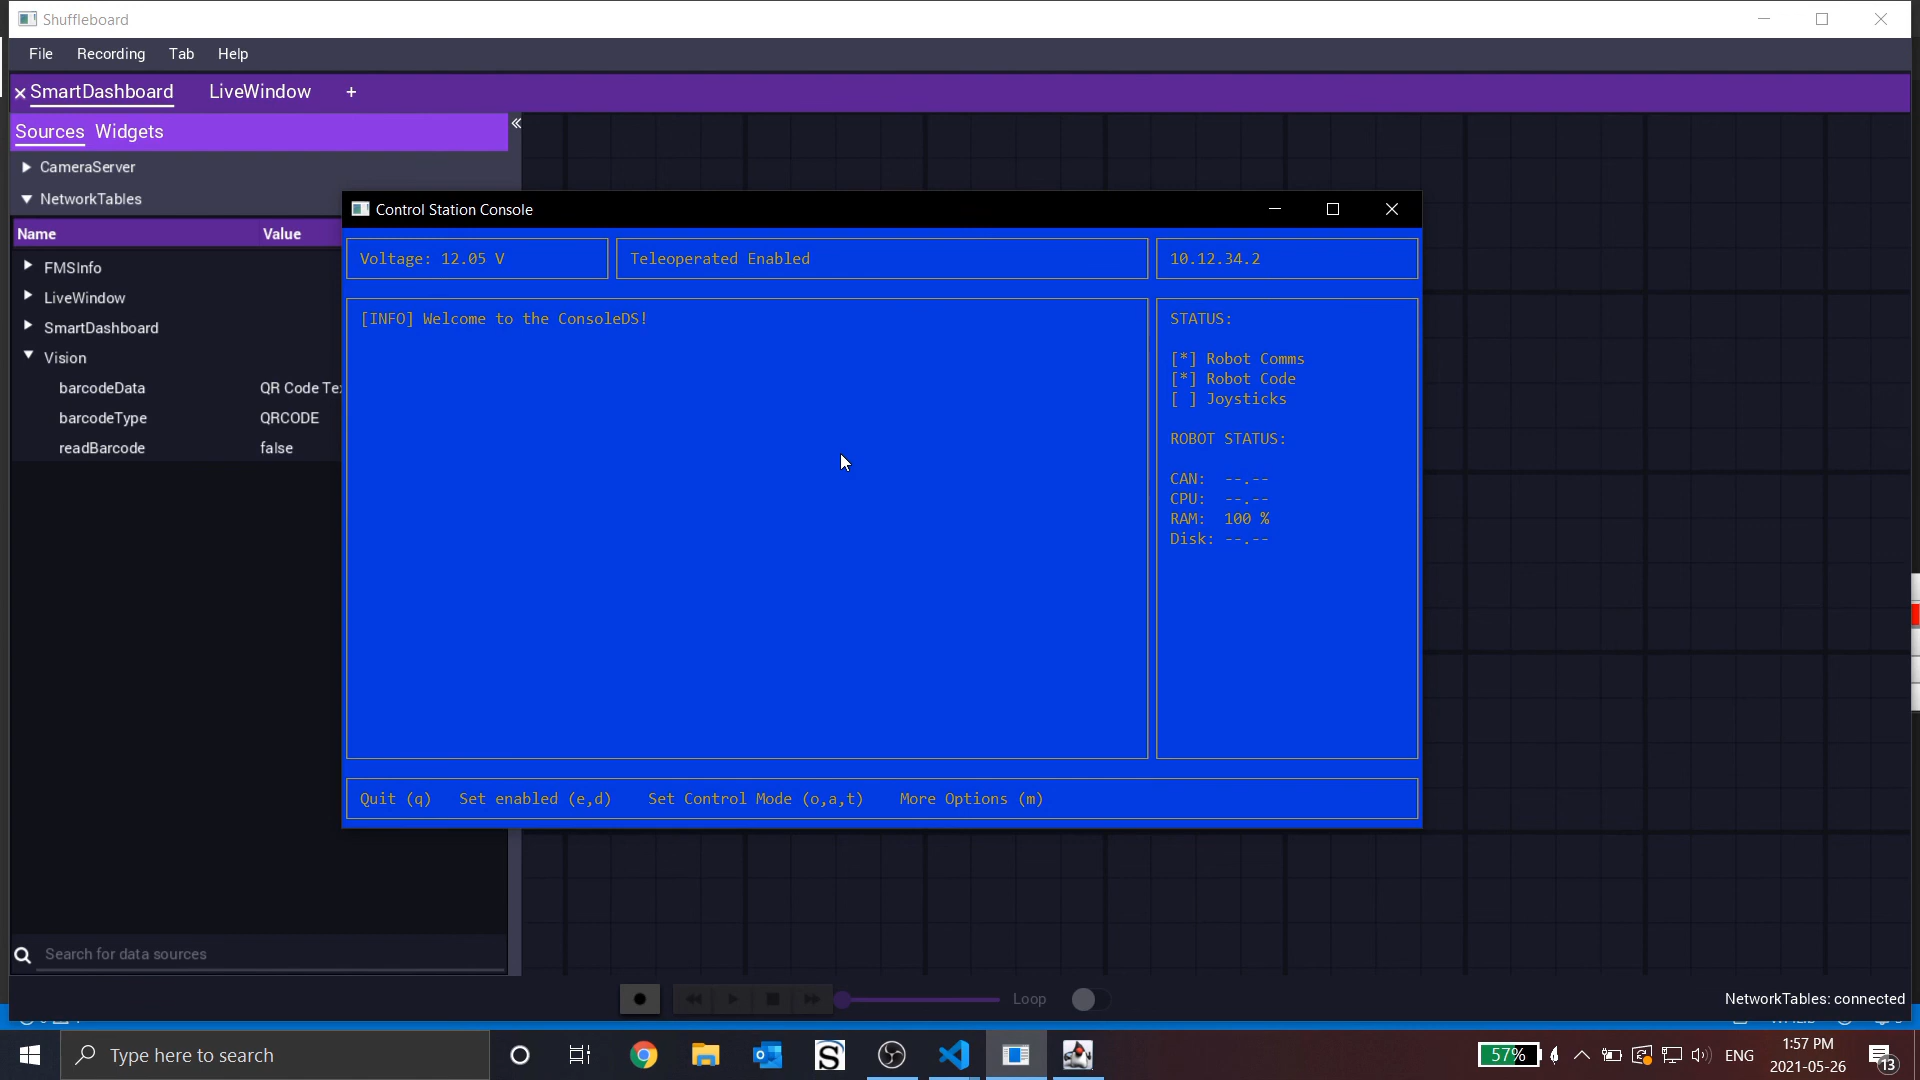 Shuffleboard
File Recording Tab Help
SmartDashboard LiveWindow +
Sources Widgets
CameraServer
NetworkTables
Name Value
FMSInfo
LiveWindow
SmartDashboard
Vision
barcodeData QR Code Te
barcodeType QRCODE
readBarcode false
Search for data sources
Control Station Console
Voltage: 12.05 V
Teleoperated Enabled
10.12.34.2
[INFO] Welcome to the ConsoleDS!
STATUS:
[*] Robot Comms
[*] Robot Code
[ ] Joysticks
ROBOT STATUS:
CAN: --.--
CPU: --.--
RAM: 100 %
Disk: --.--
Quit (q) Set enabled (e,d) Set Control Mode (o,a,t) More Options (m)
Loop
NetworkTables: connected
Type here to search
57%
ENG
1:57 PM
2021-05-26
13